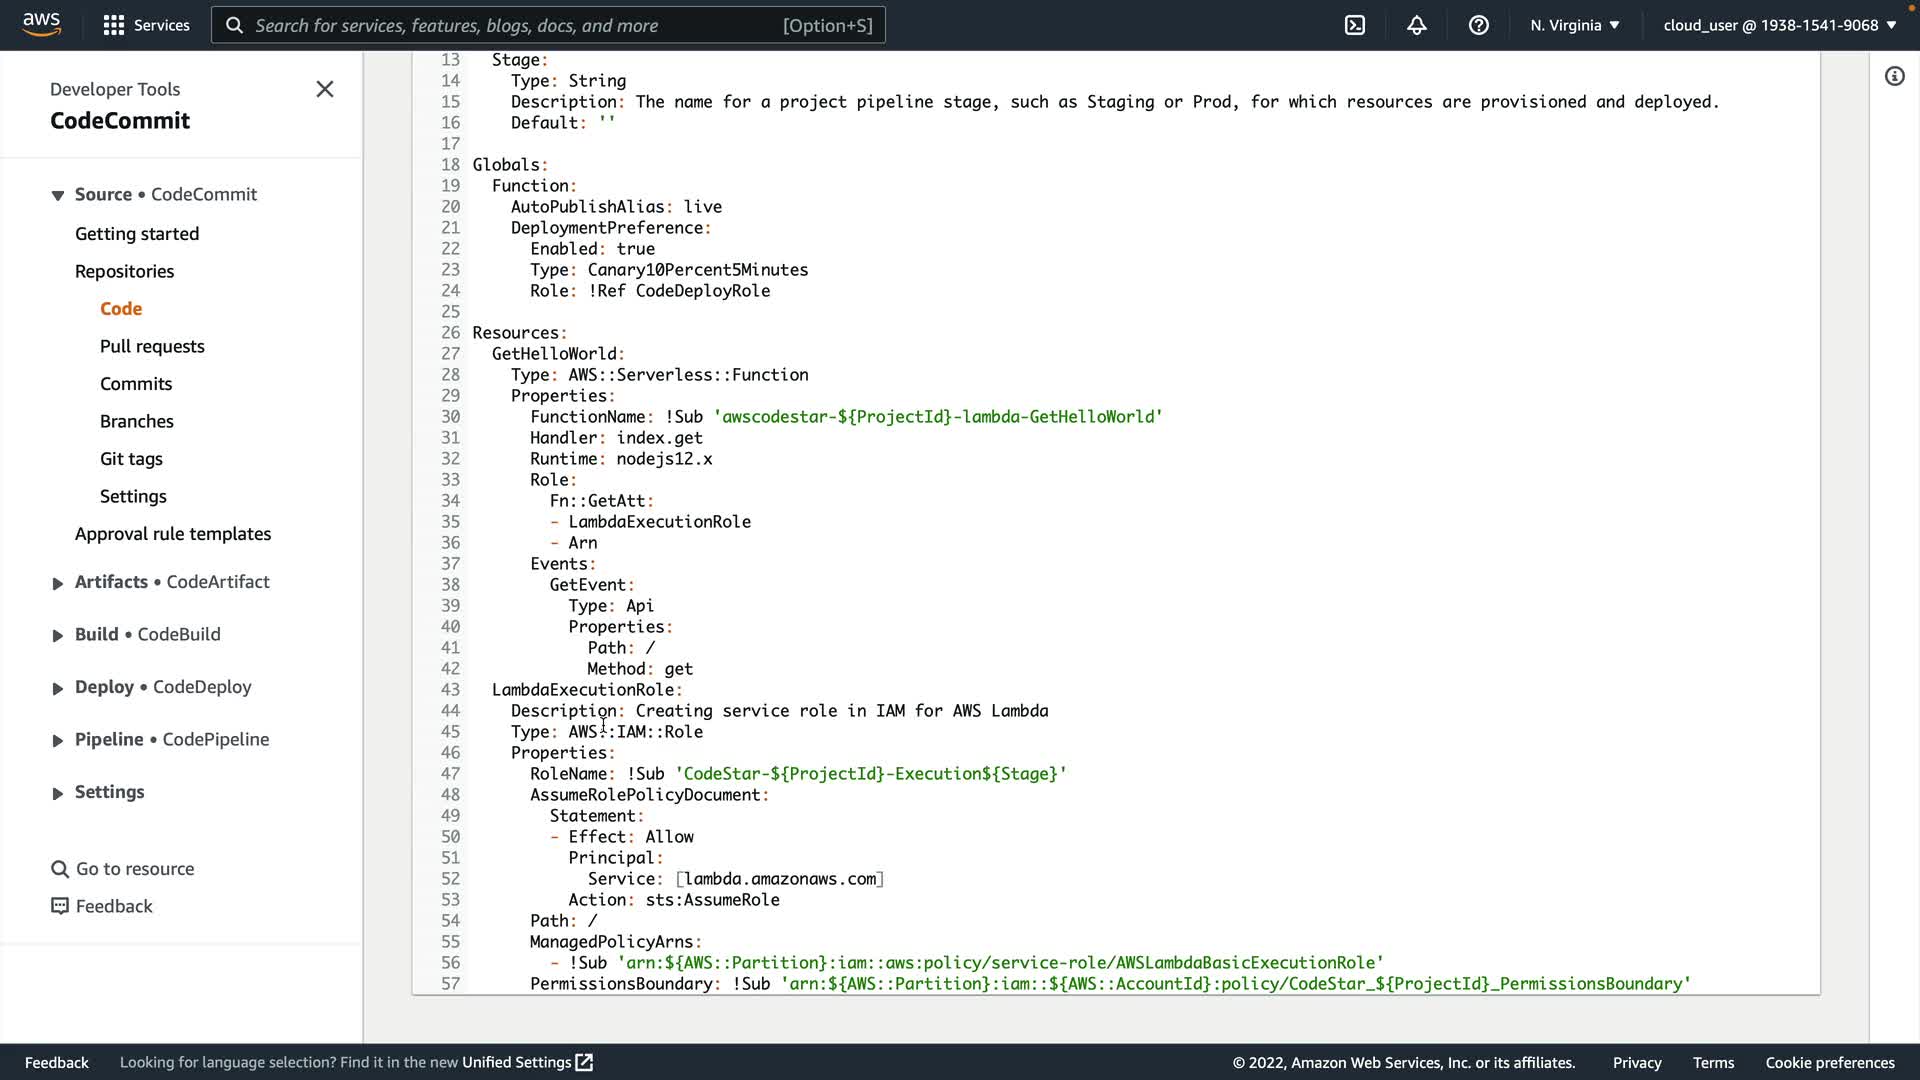 aws
Services
Search for services, features, blogs, docs, and more [Option+S]
N. Virginia ▼
cloud_user @ 1938-1541-9068 ▼
Developer Tools
CodeCommit
Source • CodeCommit
Getting started
Repositories
Code
Pull requests
Commits
Branches
Git tags
Settings
Approval rule templates
Artifacts • CodeArtifact
Build • CodeBuild
Deploy • CodeDeploy
Pipeline • CodePipeline
Settings
Go to resource
Feedback
13   Stage:
14     Type: String
15     Description: The name for a project pipeline stage, such as Staging or Prod, for which resources are provisioned and deployed.
16     Default: ''
17
18 Globals:
19   Function:
20     AutoPublishAlias: live
21     DeploymentPreference:
22       Enabled: true
23       Type: Canary10Percent5Minutes
24       Role: !Ref CodeDeployRole
25
26 Resources:
27   GetHelloWorld:
28     Type: AWS::Serverless::Function
29     Properties:
30       FunctionName: !Sub 'awscodestar-${ProjectId}-lambda-GetHelloWorld'
31       Handler: index.get
32       Runtime: nodejs12.x
33       Role:
34         Fn::GetAtt:
35         - LambdaExecutionRole
36         - Arn
37       Events:
38         GetEvent:
39           Type: Api
40           Properties:
41             Path: /
42             Method: get
43   LambdaExecutionRole:
44     Description: Creating service role in IAM for AWS Lambda
45     Type: AWS::IAM::Role
46     Properties:
47       RoleName: !Sub 'CodeStar-${ProjectId}-Execution${Stage}'
48       AssumeRolePolicyDocument:
49         Statement:
50         - Effect: Allow
51           Principal:
52             Service: [lambda.amazonaws.com]
53           Action: sts:AssumeRole
54       Path: /
55       ManagedPolicyArns:
56         - !Sub 'arn:${AWS::Partition}:iam::aws:policy/service-role/AWSLambdaBasicExecutionRole'
57       PermissionsBoundary: !Sub 'arn:${AWS::Partition}:iam::${AWS::AccountId}:policy/CodeStar_${ProjectId}_PermissionsBoundary'
Feedback
Looking for language selection? Find it in the new Unified Settings
© 2022, Amazon Web Services, Inc. or its affiliates.
Privacy
Terms
Cookie preferences